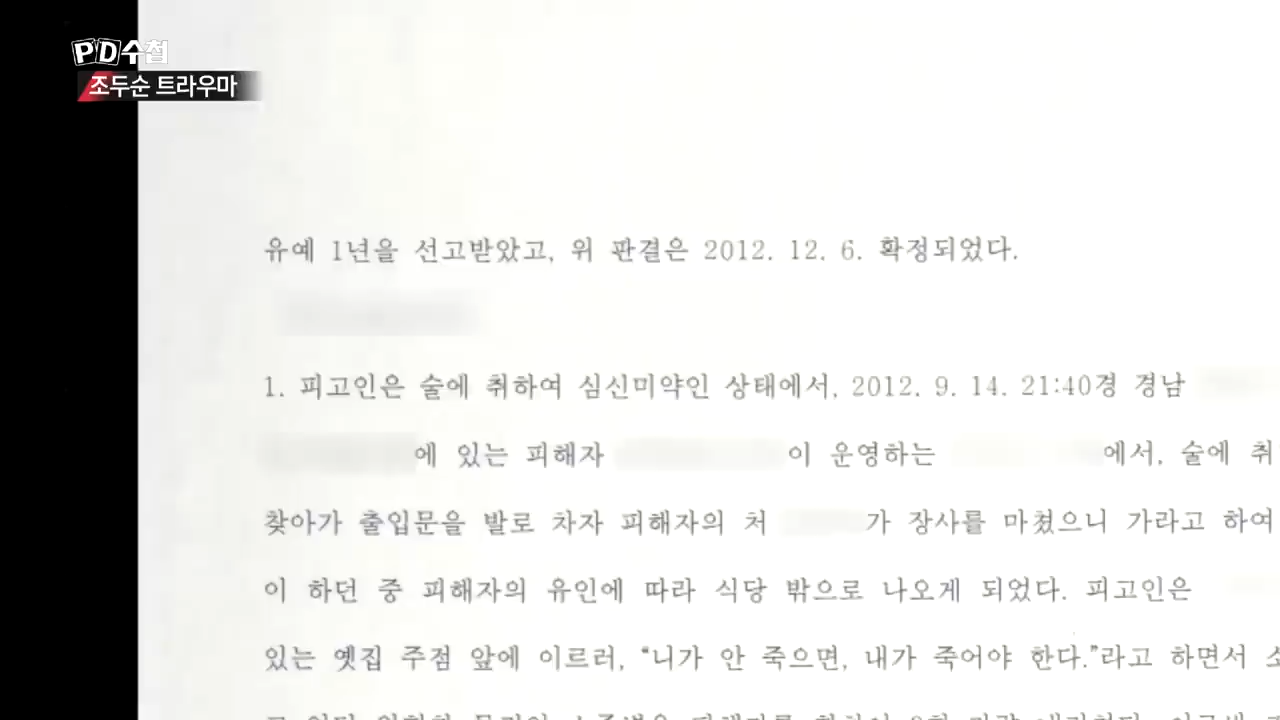 PD수첩
조두순 트라우마
유예 1년을 선고받았고, 위 판결은 2012. 12. 6. 확정되었다.
1. 피고인은 술에 취하여 심신미약인 상태에서, 2012. 9. 14. 21:40경 경남
에 있는 피해자 이 운영하는 에서, 술에 취
찾아가 출입문을 발로 차자 피해자의 처 가 장사를 마쳤으니 가라고 하여
이 하던 중 피해자의 유인에 따라 식당 밖으로 나오게 되었다. 피고인은
있는 옛집 주점 앞에 이르러, “니가 안 죽으면, 내가 죽어야 한다.”라고 하면서